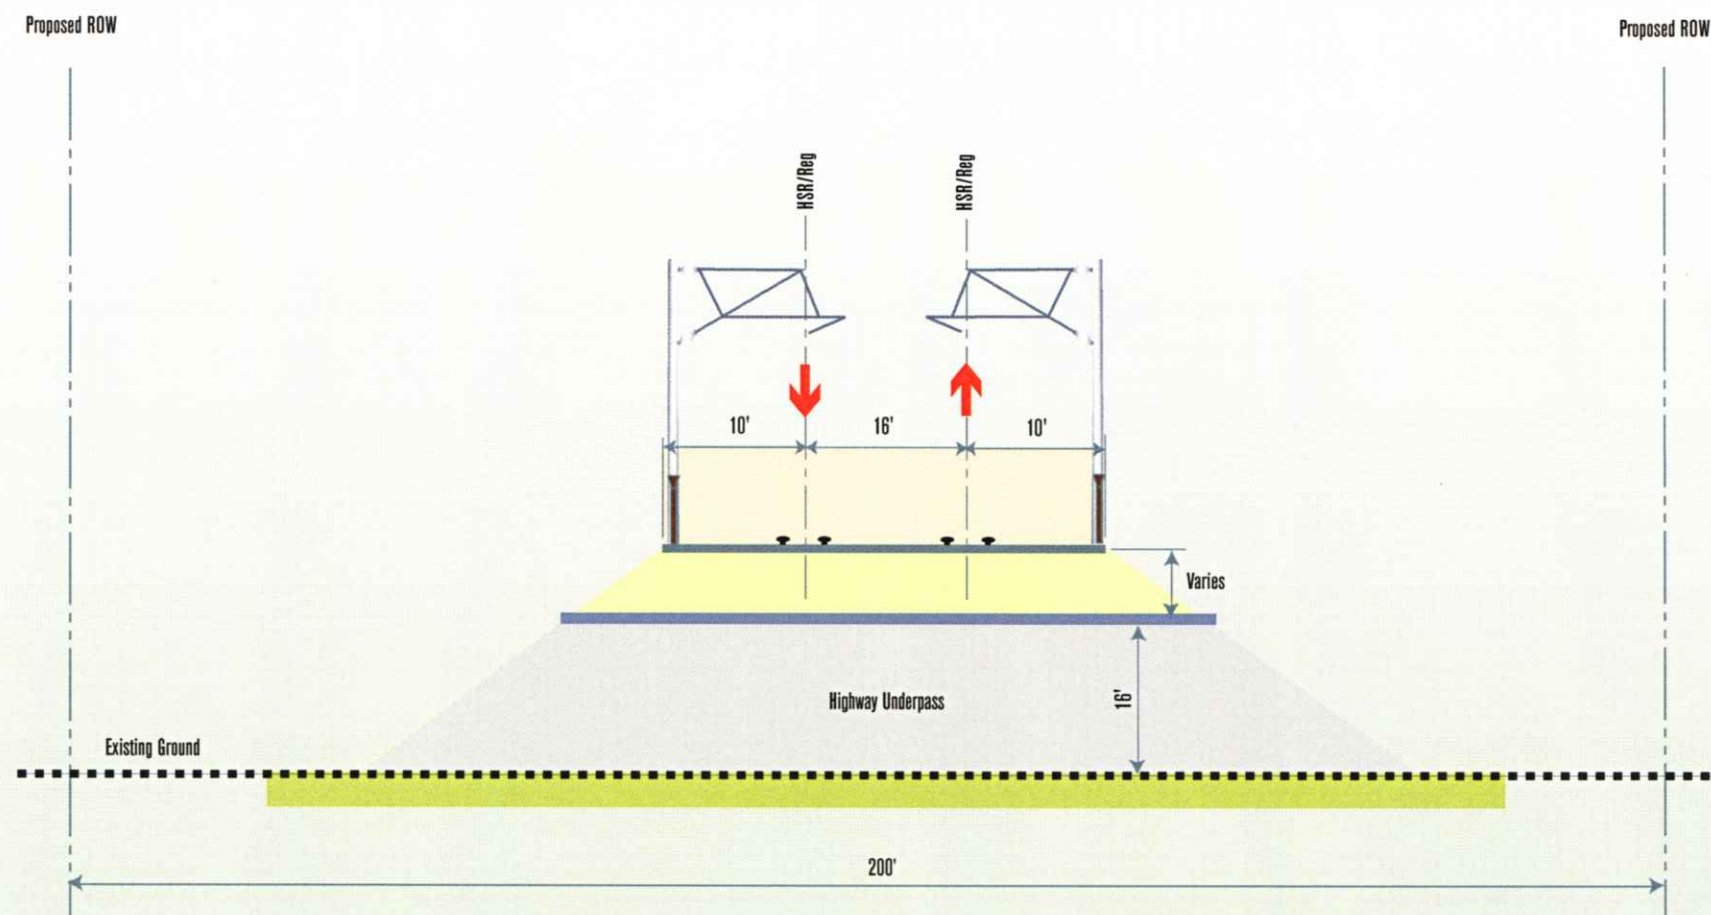 Proposed ROW
Proposed ROW
HSR/Reg
HSR/Reg
10'
16'
10'
Varies
Highway Underpass
16'
Existing Ground
200'